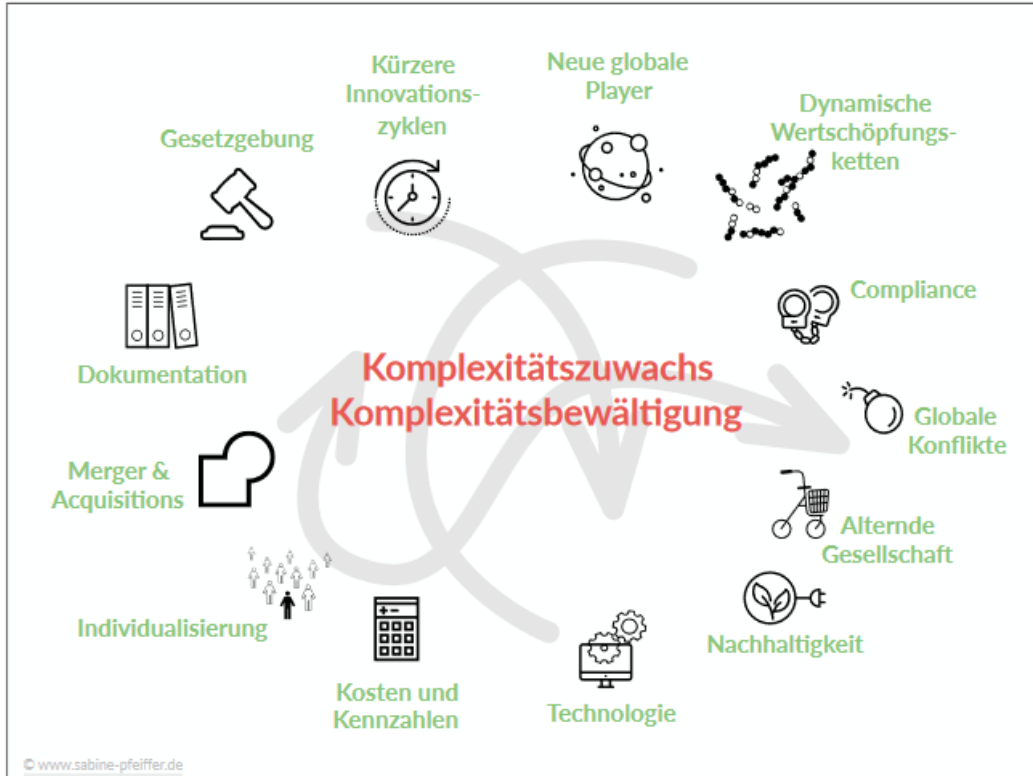 Kürzere
Innovations-
zyklen
Neue globale
Player
Dynamische
Wertschöpfungs-
ketten
Gesetzgebung
Compliance
Dokumentation
Komplexitätszuwachs
Komplexitätsbewältigung
Globale
Konflikte
Merger &
Acquisitions
Alternde
Gesellschaft
Individualisierung
Nachhaltigkeit
Kosten und
Kennzahlen
Technologie
© www.sabine-pfeiffer.de